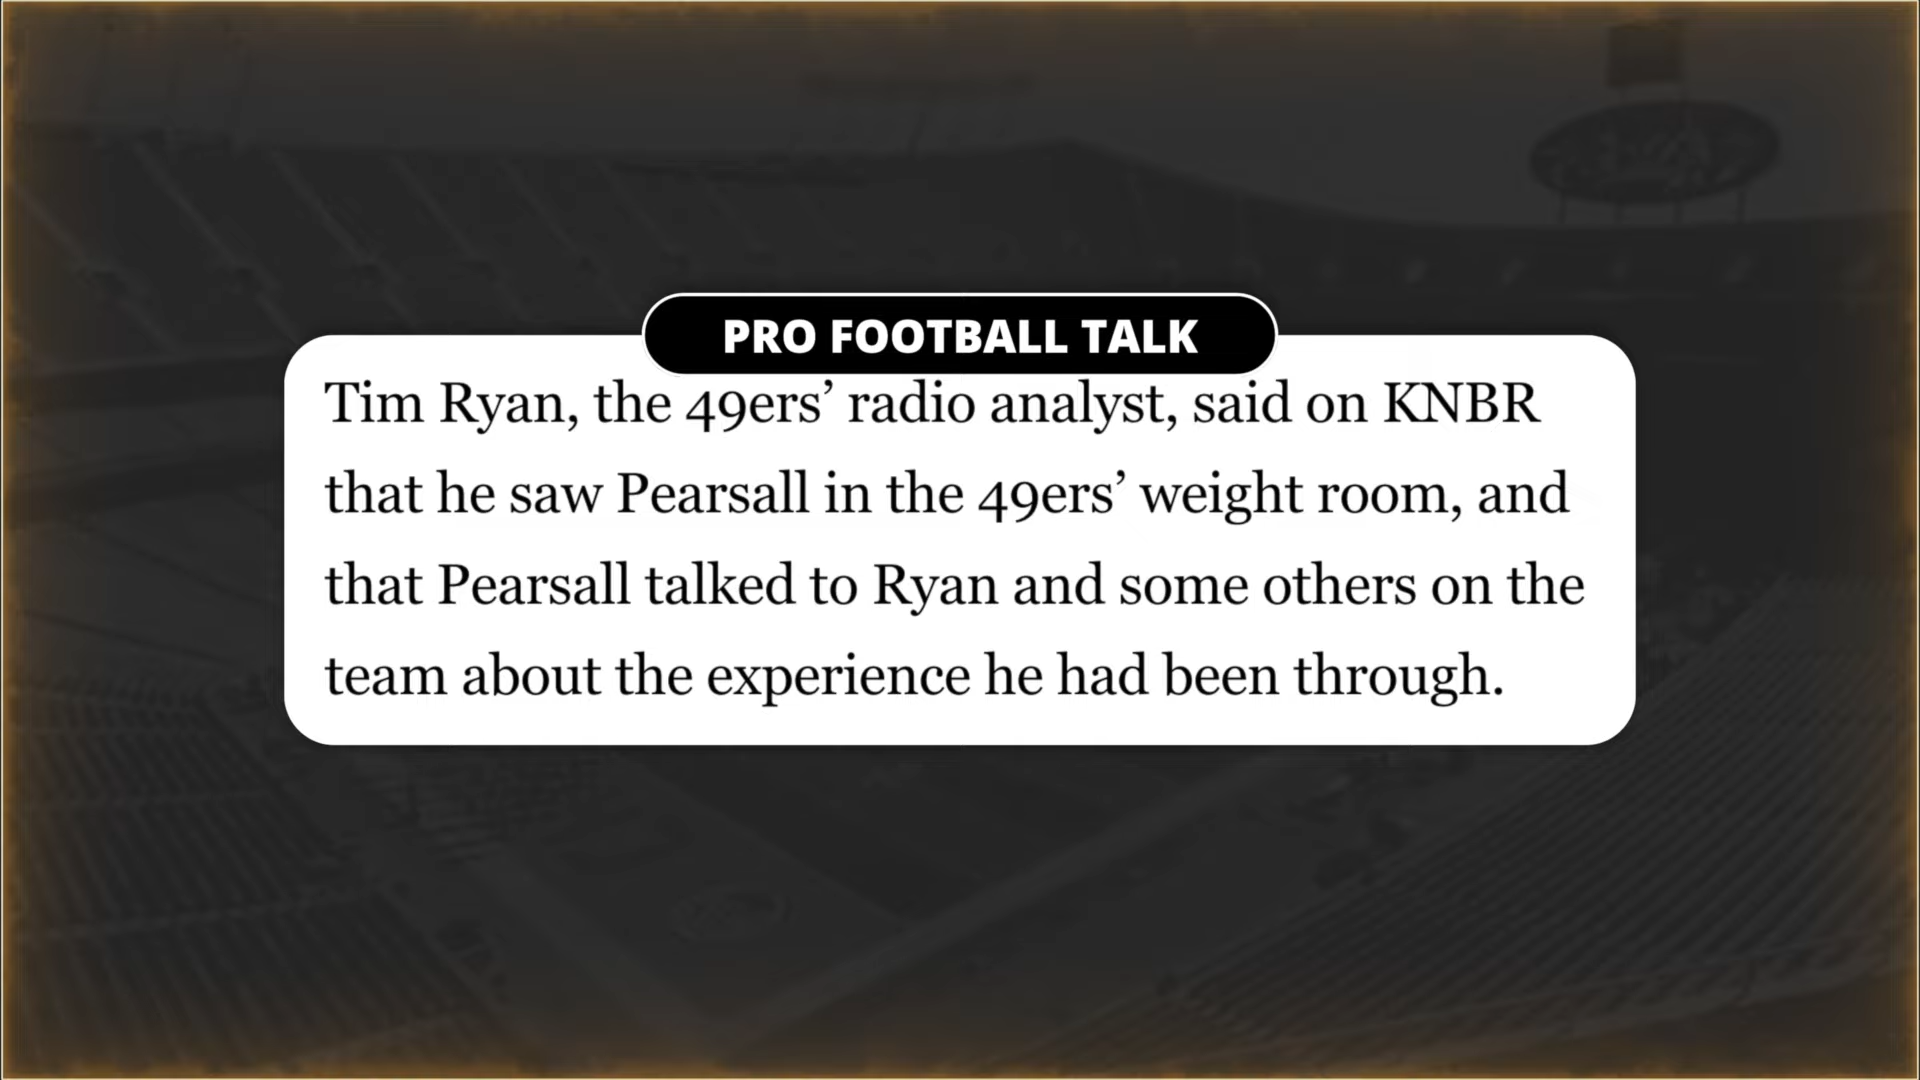 PRO FOOTBALL TALK
Tim Ryan, the 49ers’ radio analyst, said on KNBR
that he saw Pearsall in the 49ers’ weight room, and
that Pearsall talked to Ryan and some others on the
team about the experience he had been through.